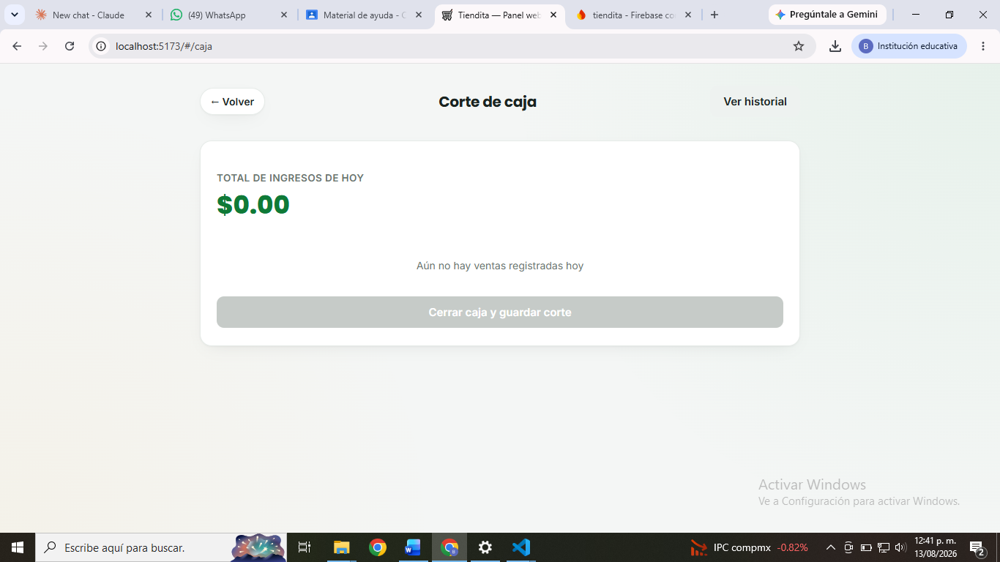 New chat - Claude
(49) WhatsApp
Material de ayuda - C
Tiendita — Panel web
tiendita - Firebase co
Pregúntale a Gemini
localhost:5173/#/caja
B
Institución educativa
← Volver
Corte de caja
Ver historial
TOTAL DE INGRESOS DE HOY
$0.00
Aún no hay ventas registradas hoy
Cerrar caja y guardar corte
Activar Windows
Ve a Configuración para activar Windows.
Escribe aquí para buscar.
IPC compmx -0.82%
12:41 p. m.
13/08/2026
2